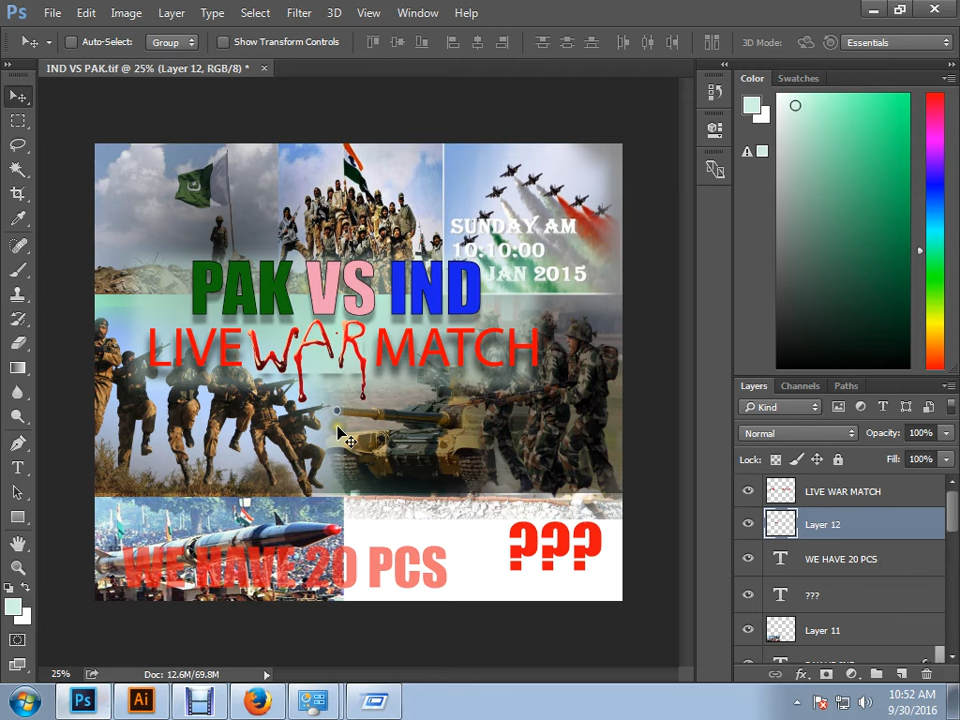 Ps File Edit Image Layer Type Select Filter 3D View Window Help
Auto-Select: Group Show Transform Controls 3D Mode: Essentials
IND VS PAK.tif @ 25% (Layer 12, RGB/8) * ×
SUNDAY AM
10:10:00
JAN 2015
PAK VS IND
LIVE WAR MATCH
WE HAVE 20 PCS
???
25% Doc: 12.6M/69.8M
Color Swatches
Layers Channels Paths
Kind
Normal Opacity: 100%
Lock: Fill: 100%
LIVE WAR MATCH
Layer 12
T WE HAVE 20 PCS
T ???
Layer 11
fx
Ps Ai
10:52 AM
9/30/2016